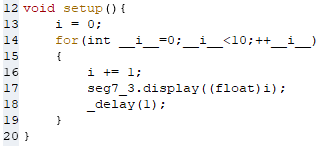 12 void setup(){
13     i = 0;
14     for(int __i__=0;__i__<10;++__i__)
15     {
16         i += 1;
17         seg7_3.display((float)i);
18         _delay(1);
19     }
20 }